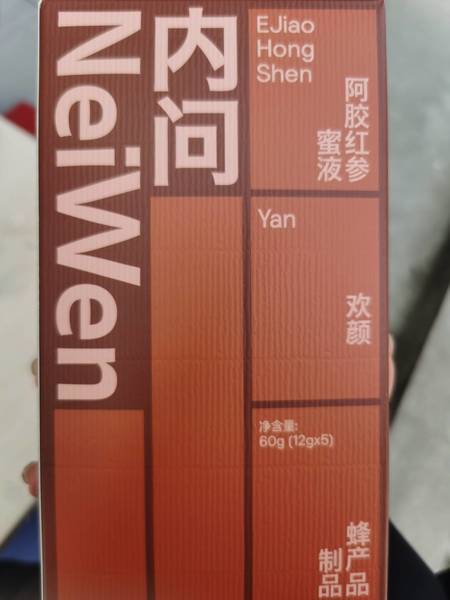 NeiWen
内问
EJiao
Hong
Shen
阿胶红参
蜜液
Yan
欢颜
净含量:
60g (12gx5)
蜂产品
制品